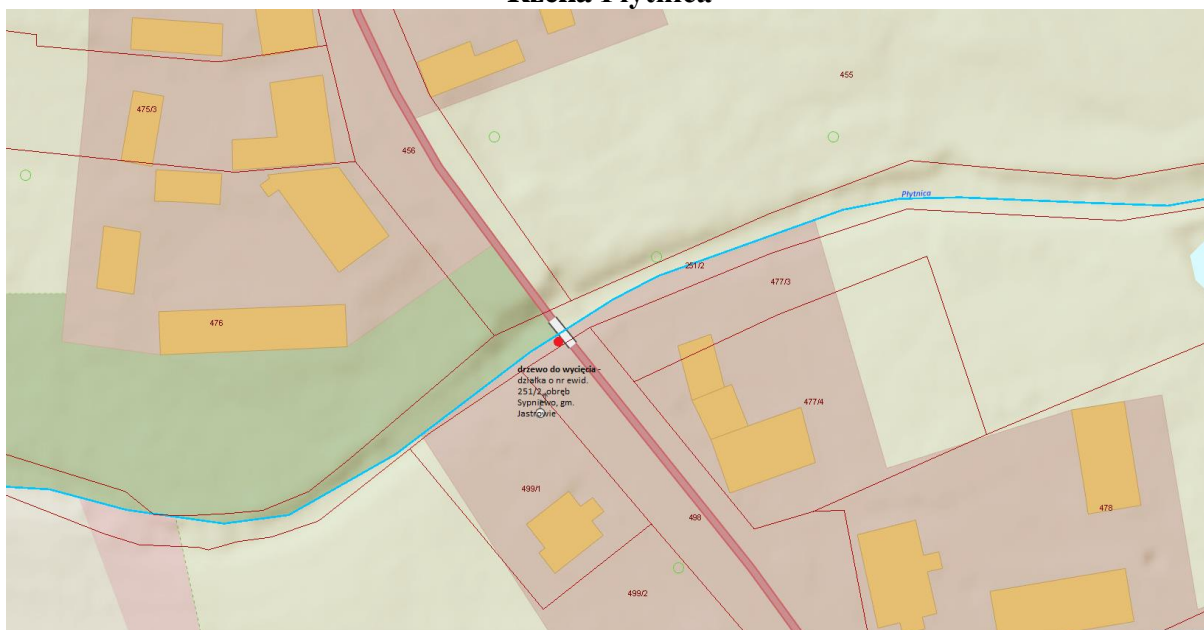 Rzeka Płytnica
455
475/3
456
Płytnica
251/2
477/3
476
drzewo do wycięcia -
działka o nr ewid.
251/2, obręb
Sypniewo, gm.
Jastrowie
477/4
499/1
498
478
499/2